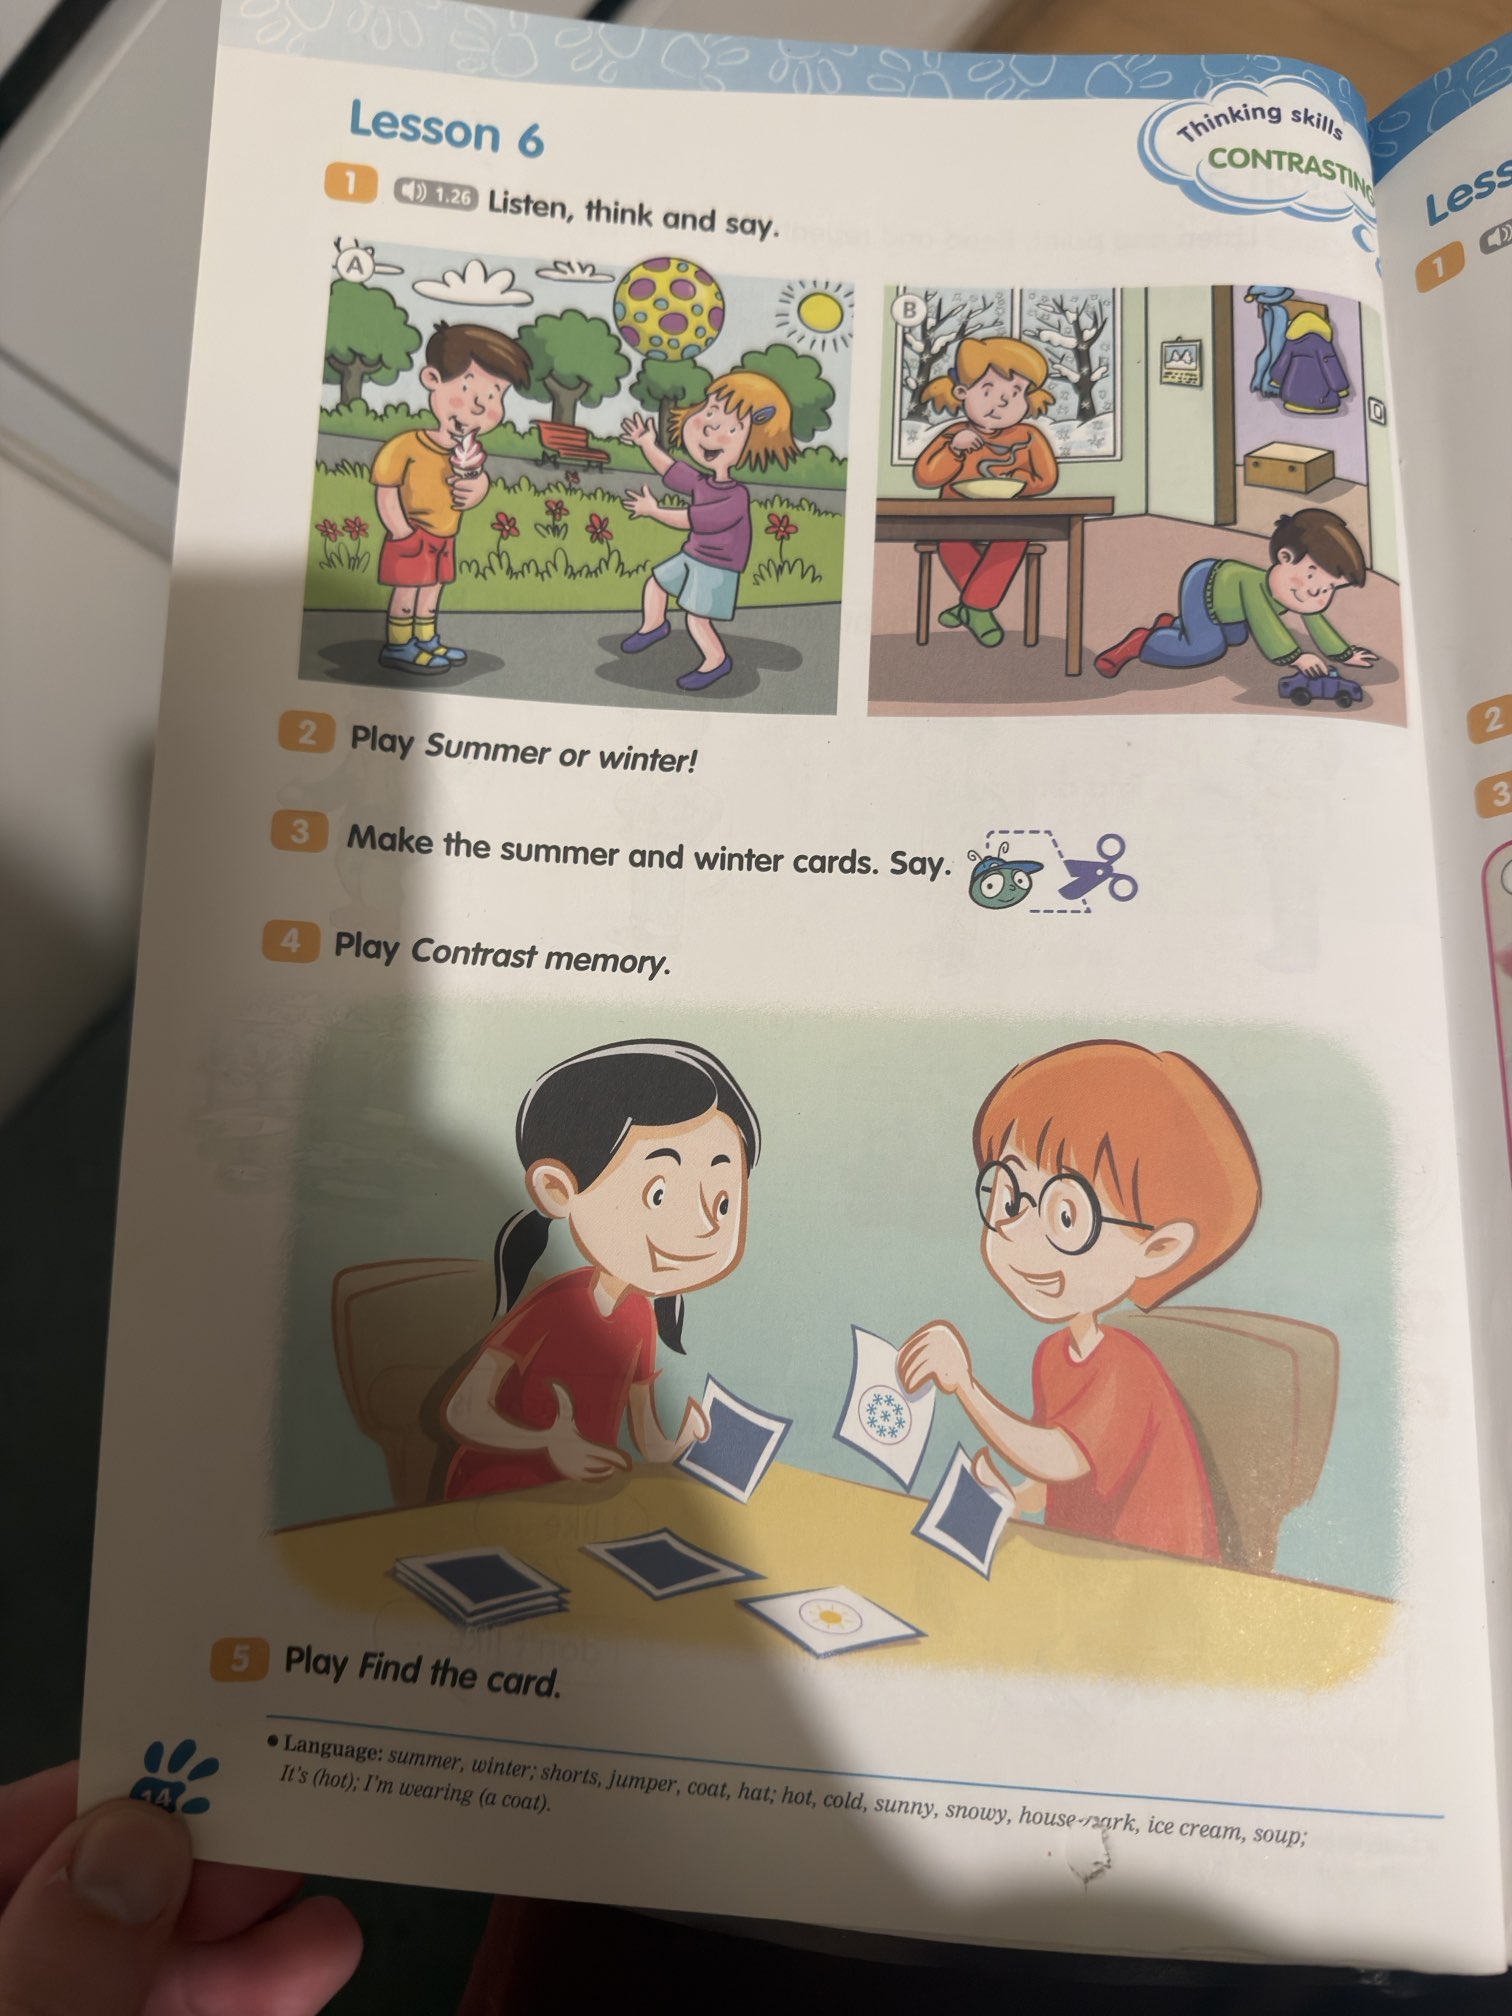 Lesson 6
Thinking skills
CONTRASTING
1 1.26 Listen, think and say.
A
B
2 Play Summer or winter!
3 Make the summer and winter cards. Say.
4 Play Contrast memory.
5 Play Find the card.
• Language: summer, winter; shorts, jumper, coat, hat; hot, cold, sunny, snowy, house, park, ice cream, soup;
It's (hot); I'm wearing (a coat).
14
Less
1
2
3